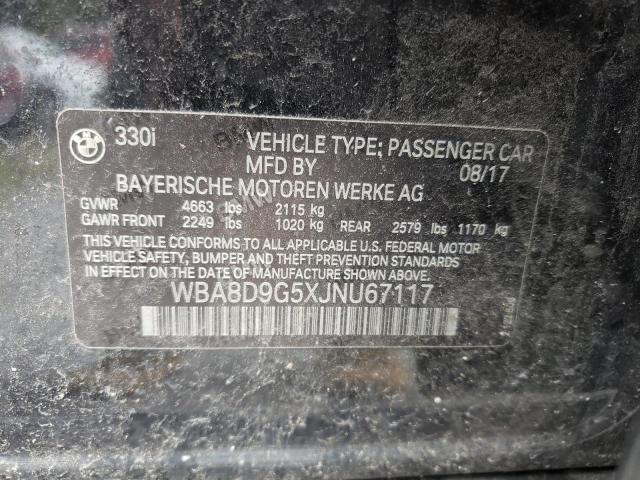 BMW
330i VEHICLE TYPE: PASSENGER CAR
MFD BY 08/17
BAYERISCHE MOTOREN WERKE AG
GVWR 4663 lbs 2115 kg
GAWR FRONT 2249 lbs 1020 kg REAR 2579 lbs 1170 kg
THIS VEHICLE CONFORMS TO ALL APPLICABLE U.S. FEDERAL MOTOR
VEHICLE SAFETY, BUMPER AND THEFT PREVENTION STANDARDS
IN EFFECT ON THE DATE OF MANUFACTURE SHOWN ABOVE.
WBA8D9G5XJNU67117